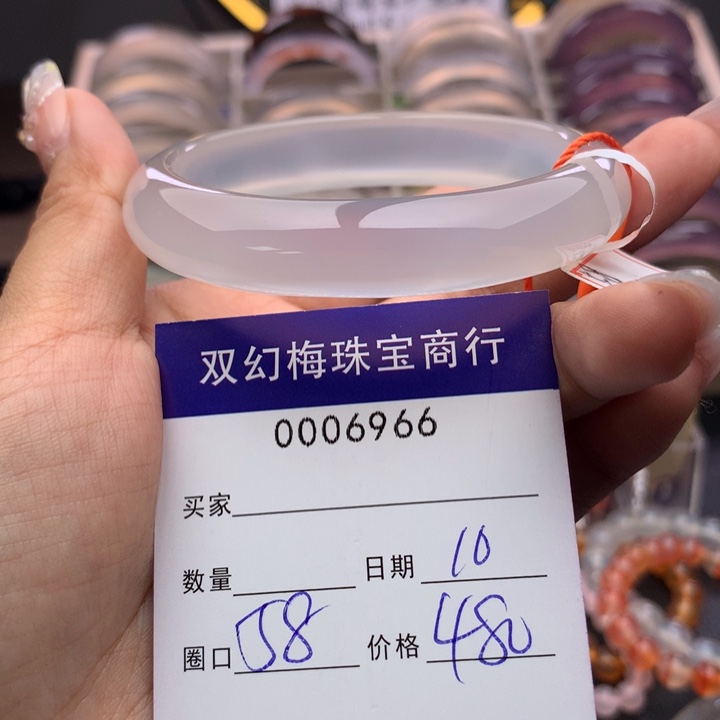 双幻梅珠宝商行
0006966
买家
数量 日期 10
圈口 58 价格 480